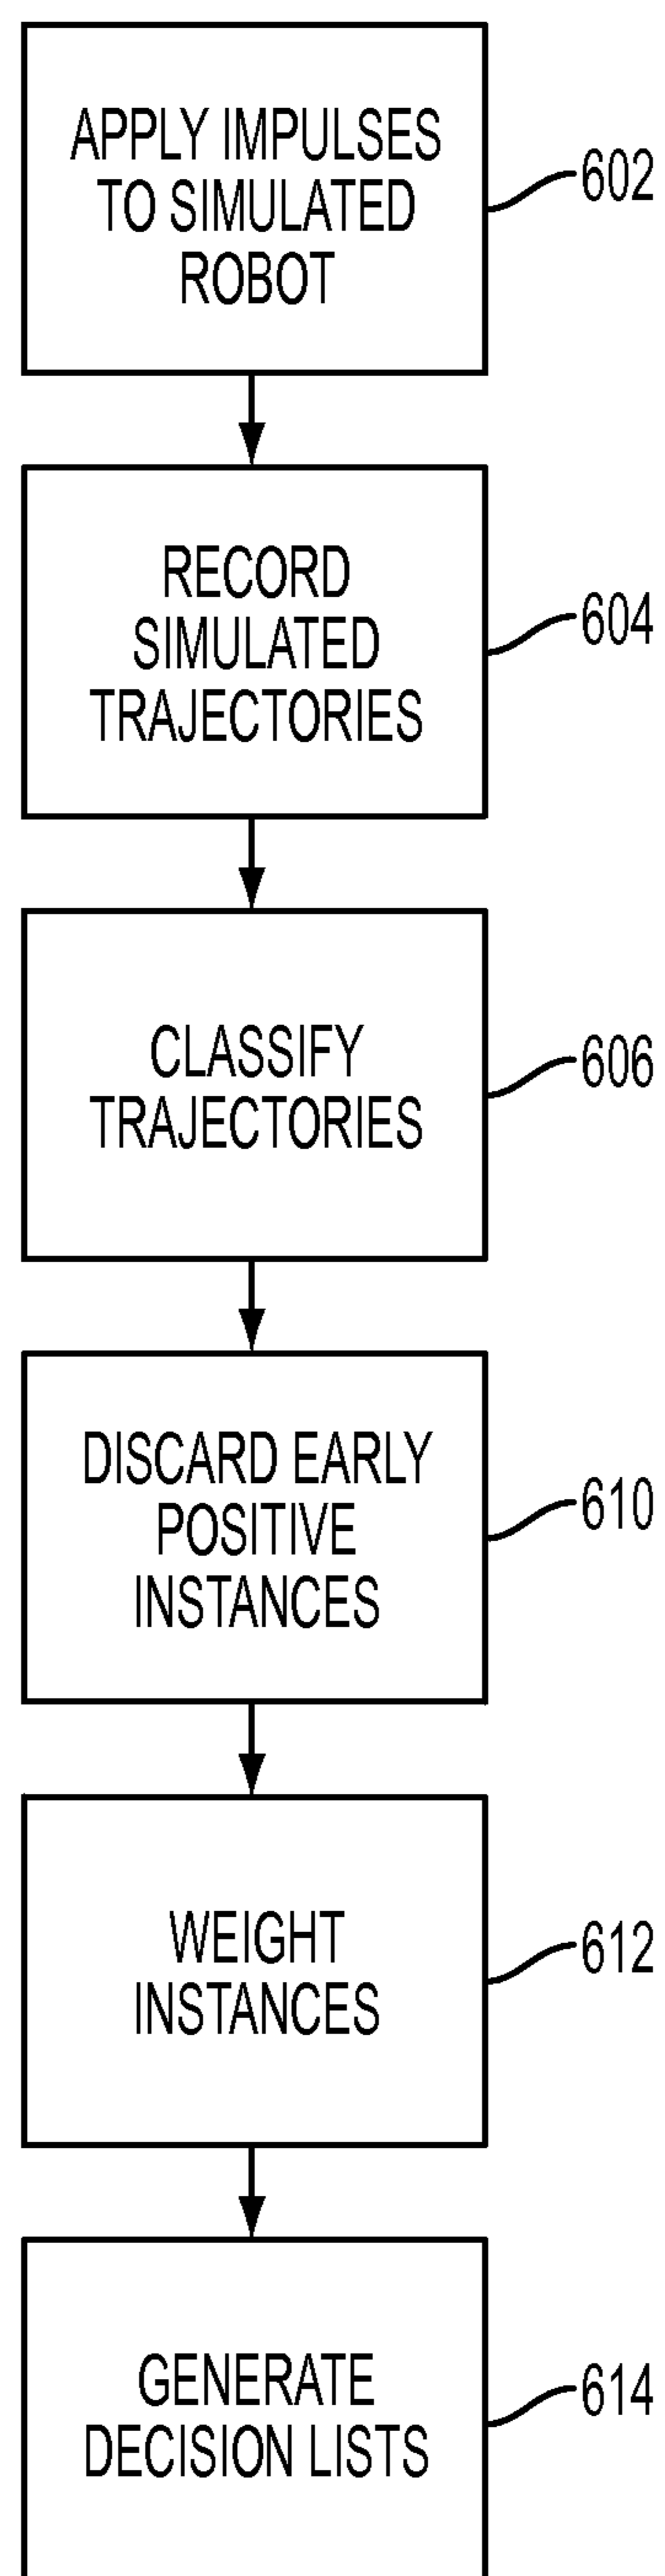 APPLY IMPULSES
TO SIMULATED
ROBOT
602
RECORD
SIMULATED
TRAJECTORIES
604
CLASSIFY
TRAJECTORIES
606
DISCARD EARLY
POSITIVE
INSTANCES
610
WEIGHT
INSTANCES
612
GENERATE
DECISION LISTS
614